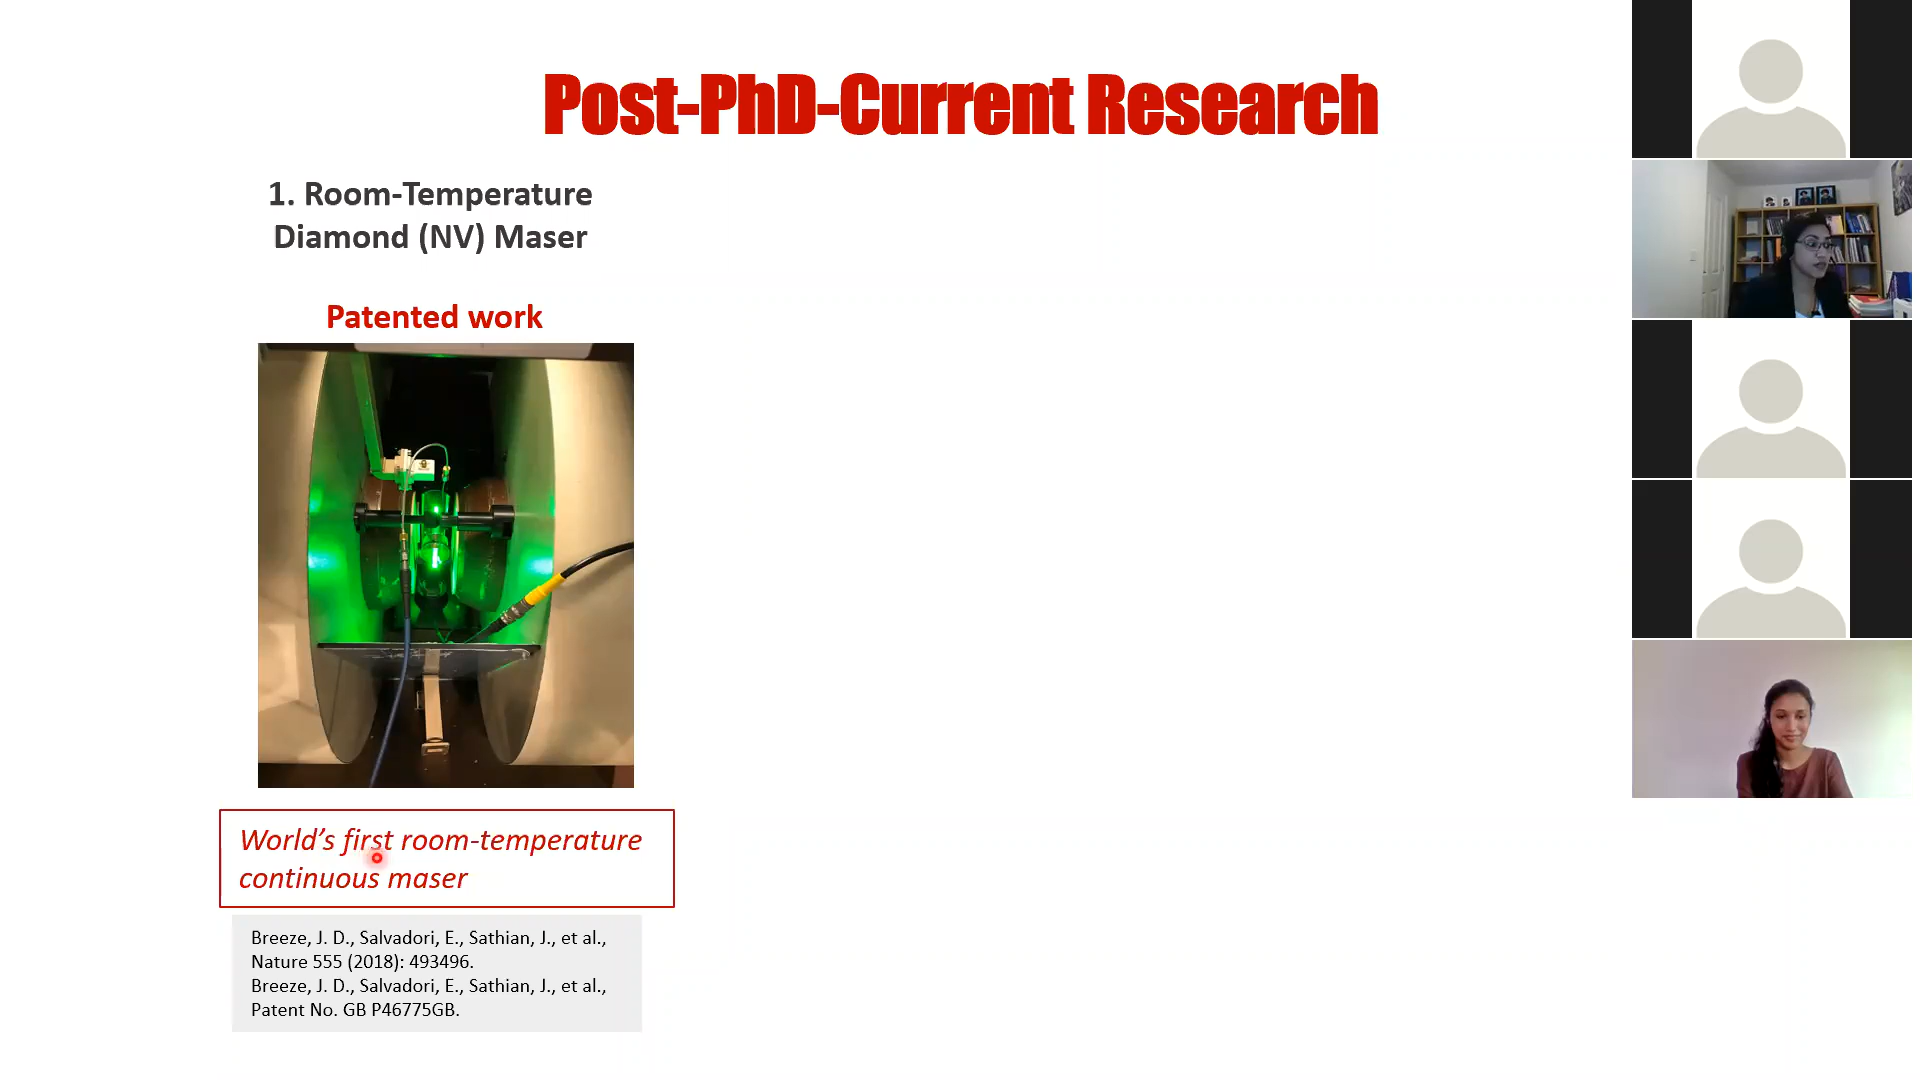 Post-PhD-Current Research
1. Room-Temperature
Diamond (NV) Maser
Patented work
World’s first room-temperature
continuous maser
Breeze, J. D., Salvadori, E., Sathian, J., et al.,
Nature 555 (2018): 493496.
Breeze, J. D., Salvadori, E., Sathian, J., et al.,
Patent No. GB P46775GB.